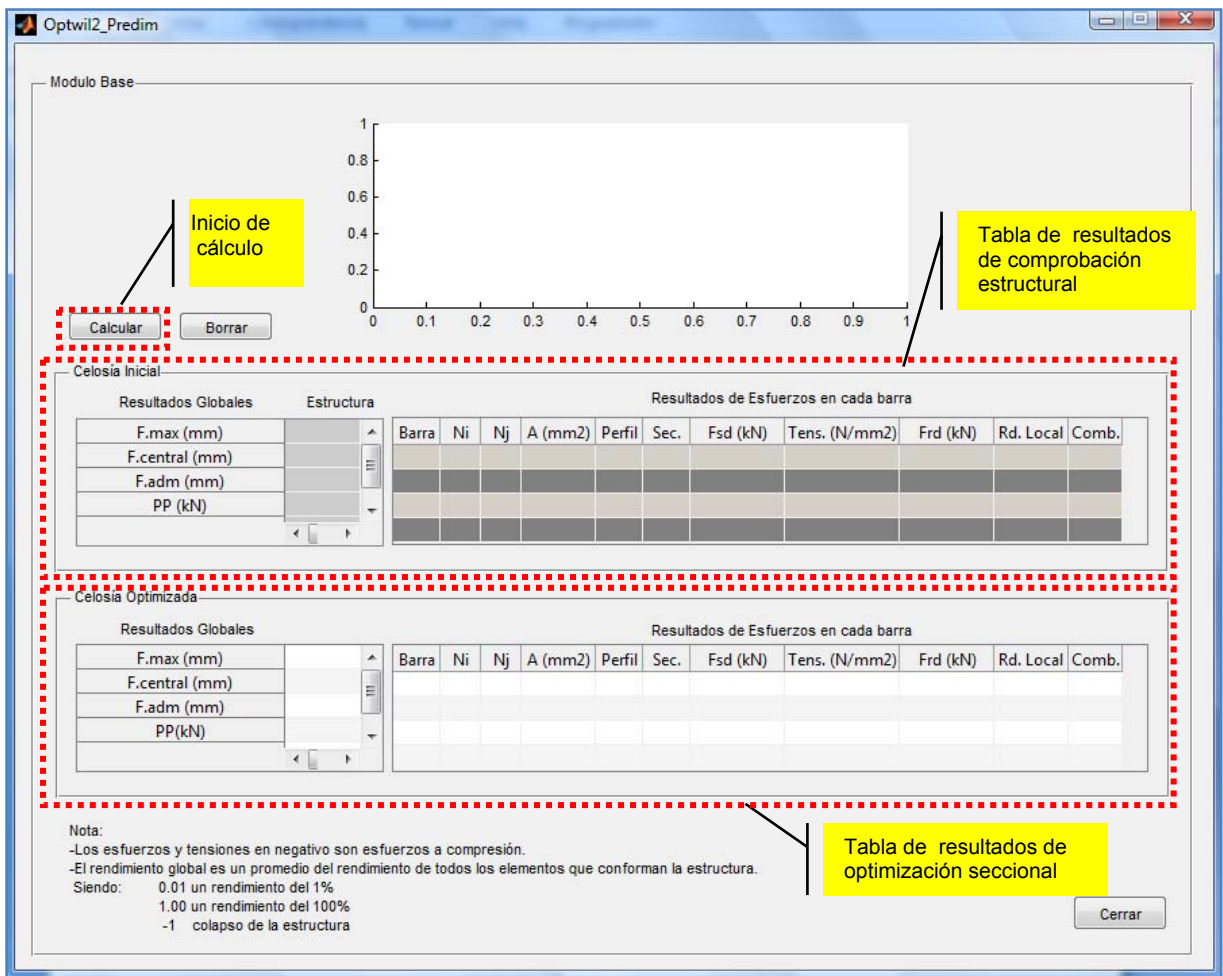 Optwil2_Predim
Modulo Base
1
0.8
0.6
0.4
0.2
0
0 0.1 0.2 0.3 0.4 0.5 0.6 0.7 0.8 0.9 1
Inicio de
cálculo
Tabla de resultados
de comprobación
estructural
Calcular Borrar
Celosía Inicial
Resultados Globales Estructura Resultados de Esfuerzos en cada barra
F.max (mm)
F.central (mm)
F.adm (mm)
PP (kN)
Barra Ni Nj A (mm2) Perfil Sec. Fsd (kN) Tens. (N/mm2) Frd (kN) Rd. Local Comb.
Celosía Optimizada
Resultados Globales Resultados de Esfuerzos en cada barra
F.max (mm)
F.central (mm)
F.adm (mm)
PP(kN)
Barra Ni Nj A (mm2) Perfil Sec. Fsd (kN) Tens. (N/mm2) Frd (kN) Rd. Local Comb.
Tabla de resultados de
optimización seccional
Nota:
-Los esfuerzos y tensiones en negativo son esfuerzos a compresión.
-El rendimiento global es un promedio del rendimiento de todos los elementos que conforman la estructura.
Siendo: 0.01 un rendimiento del 1%
1.00 un rendimiento del 100%
-1 colapso de la estructura
Cerrar